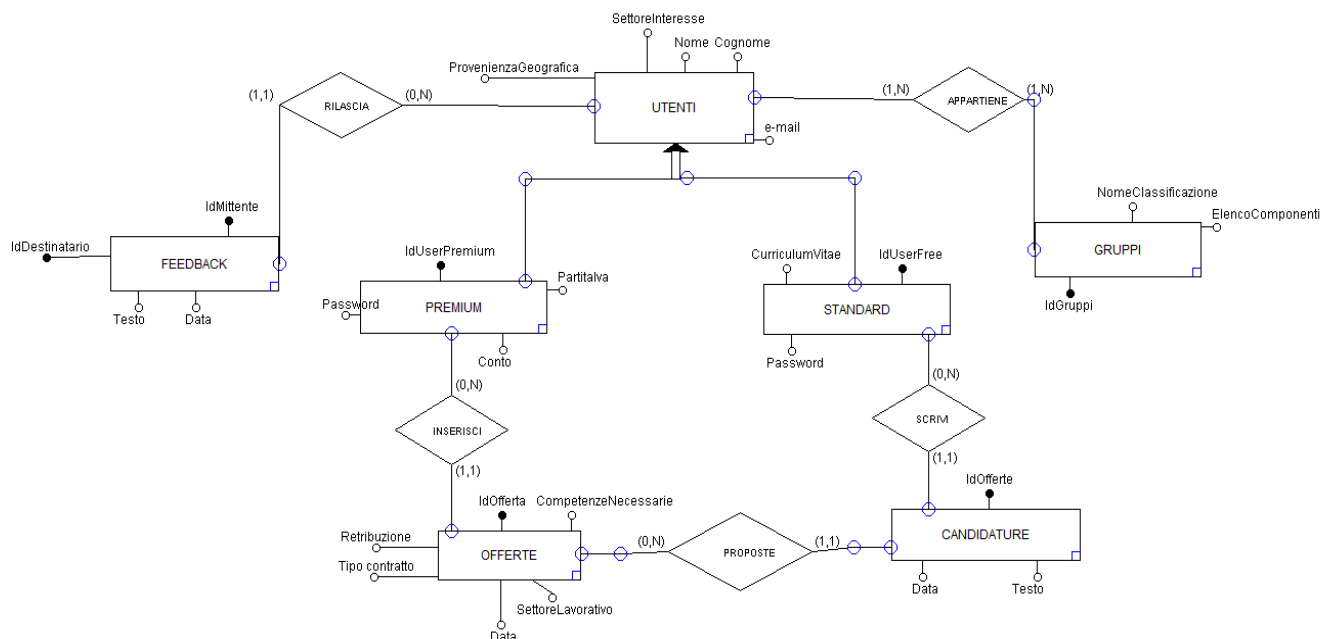 SettoreInteresse
Nome Cognome
ProvenienzaGeografica
(1,1)
RILASCIA
(0,N)
UTENTI
(1,N)
APPARTIENE
(1,N)
e-mail
NomeClassificazione
IdMittente
ElencoComponenti
IdDestinatario
FEEDBACK
IdUserPremium
CurriculumVitae
IdUserFree
GRUPPI
PartitaIva
Password
PREMIUM
STANDARD
IdGruppi
Testo
Data
Conto
Password
(0,N)
(0,N)
INSERISCI
SCRIVI
(1,1)
(1,1)
IdOfferta
CompetenzeNecessarie
IdOfferte
Retribuzione
OFFERTE
(0,N)
PROPOSTE
(1,1)
CANDIDATURE
Tipo contratto
SettoreLavorativo
Data
Testo
Data